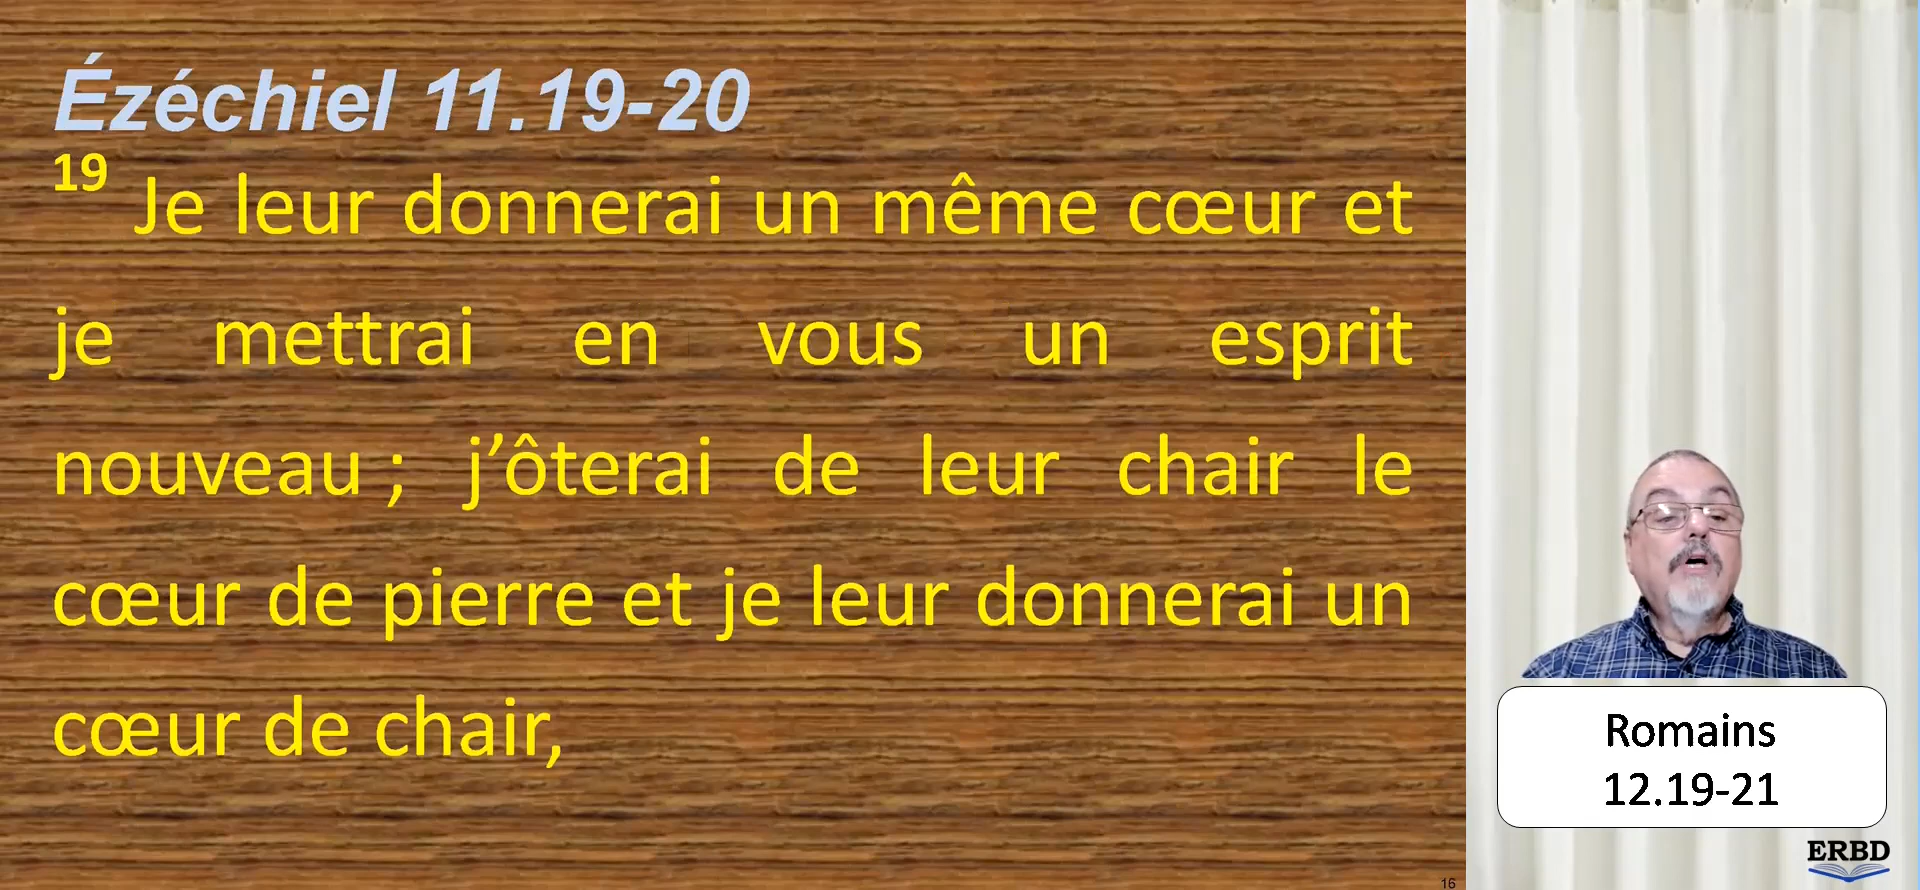 Ézéchiel 11.19-20
19 Je leur donnerai un même cœur et
je mettrai en vous un esprit
nouveau ; j’ôterai de leur chair le
cœur de pierre et je leur donnerai un
cœur de chair,
Romains
12.19-21
ERBD
16